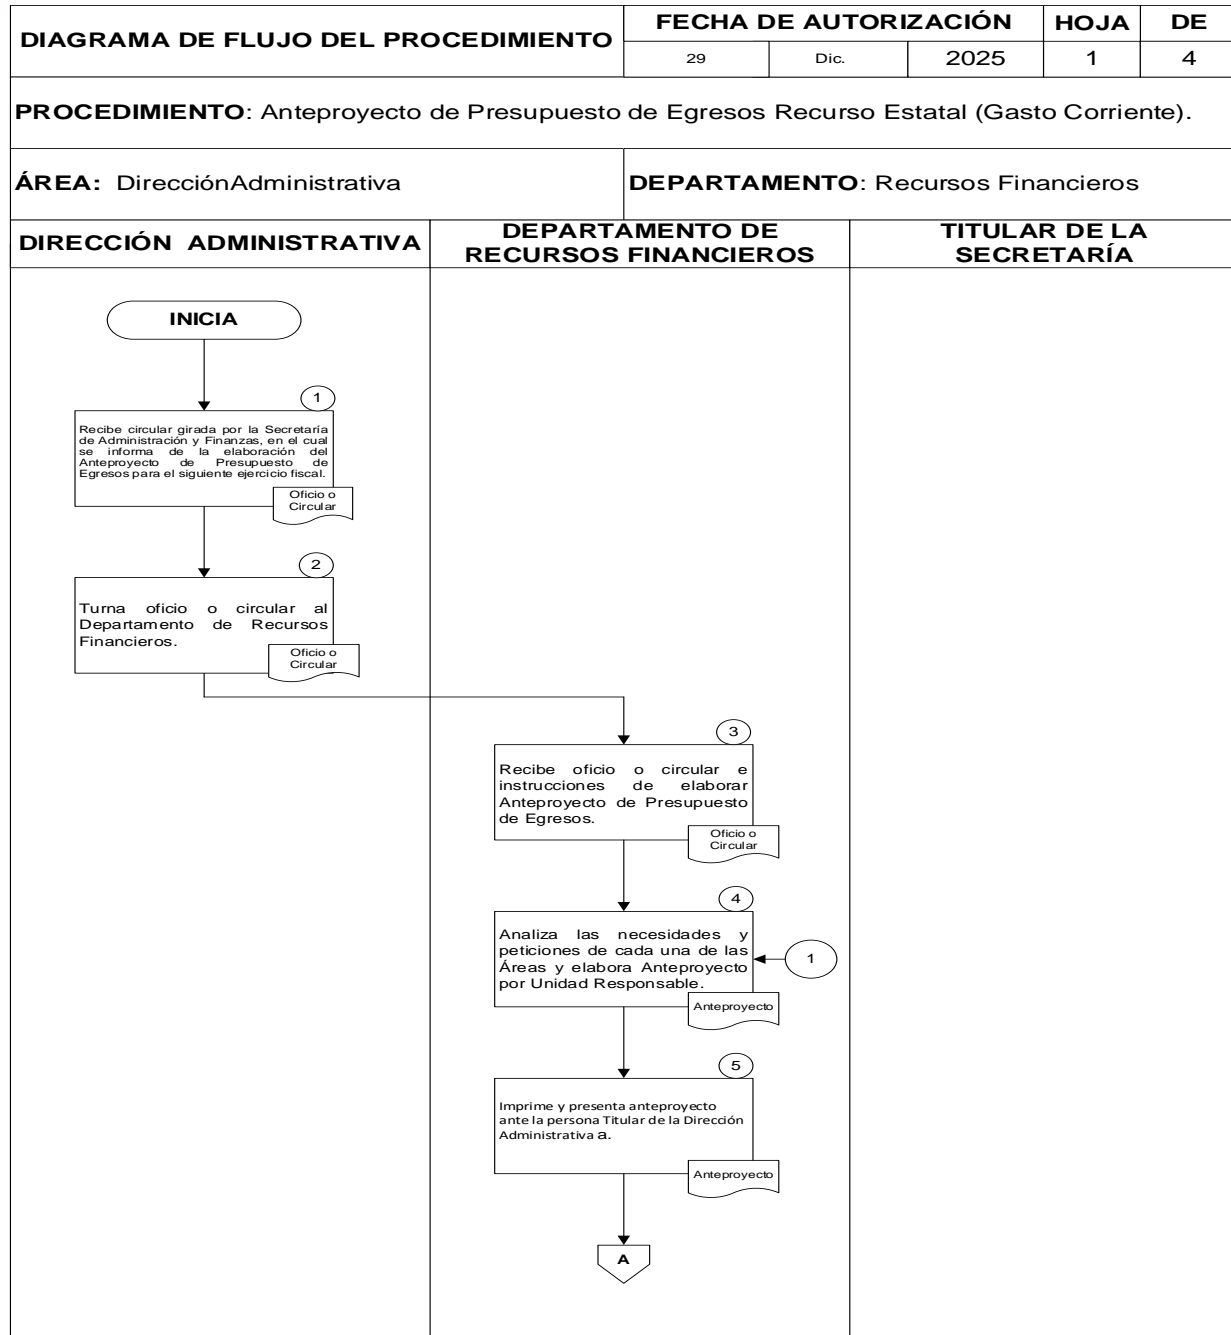 DIAGRAMA DE FLUJO DEL PROCEDIMIENTO
FECHA DE AUTORIZACIÓN
HOJA
DE
29
Dic.
2025
1
4
PROCEDIMIENTO: Anteproyecto de Presupuesto de Egresos Recurso Estatal (Gasto Corriente).
ÁREA: DirecciónAdministrativa
DEPARTAMENTO: Recursos Financieros
DIRECCIÓN ADMINISTRATIVA
DEPARTAMENTO DE
RECURSOS FINANCIEROS
TITULAR DE LA
SECRETARÍA
INICIA
1
Recibe circular girada por la Secretaría
de Administración y Finanzas, en el cual
se informa de la elaboración del
Anteproyecto de Presupuesto de
Egresos para el siguiente ejercicio fiscal.
Oficio o
Circular
2
Turna oficio o circular al
Departamento de Recursos
Financieros.
Oficio o
Circular
3
Recibe oficio o circular e
instrucciones de elaborar
Anteproyecto de Presupuesto
de Egresos.
Oficio o
Circular
4
Analiza las necesidades y
peticiones de cada una de las
Áreas y elabora Anteproyecto
por Unidad Responsable.
1
Anteproyecto
5
Imprime y presenta anteproyecto
ante la persona Titular de la Dirección
Administrativa a.
Anteproyecto
A